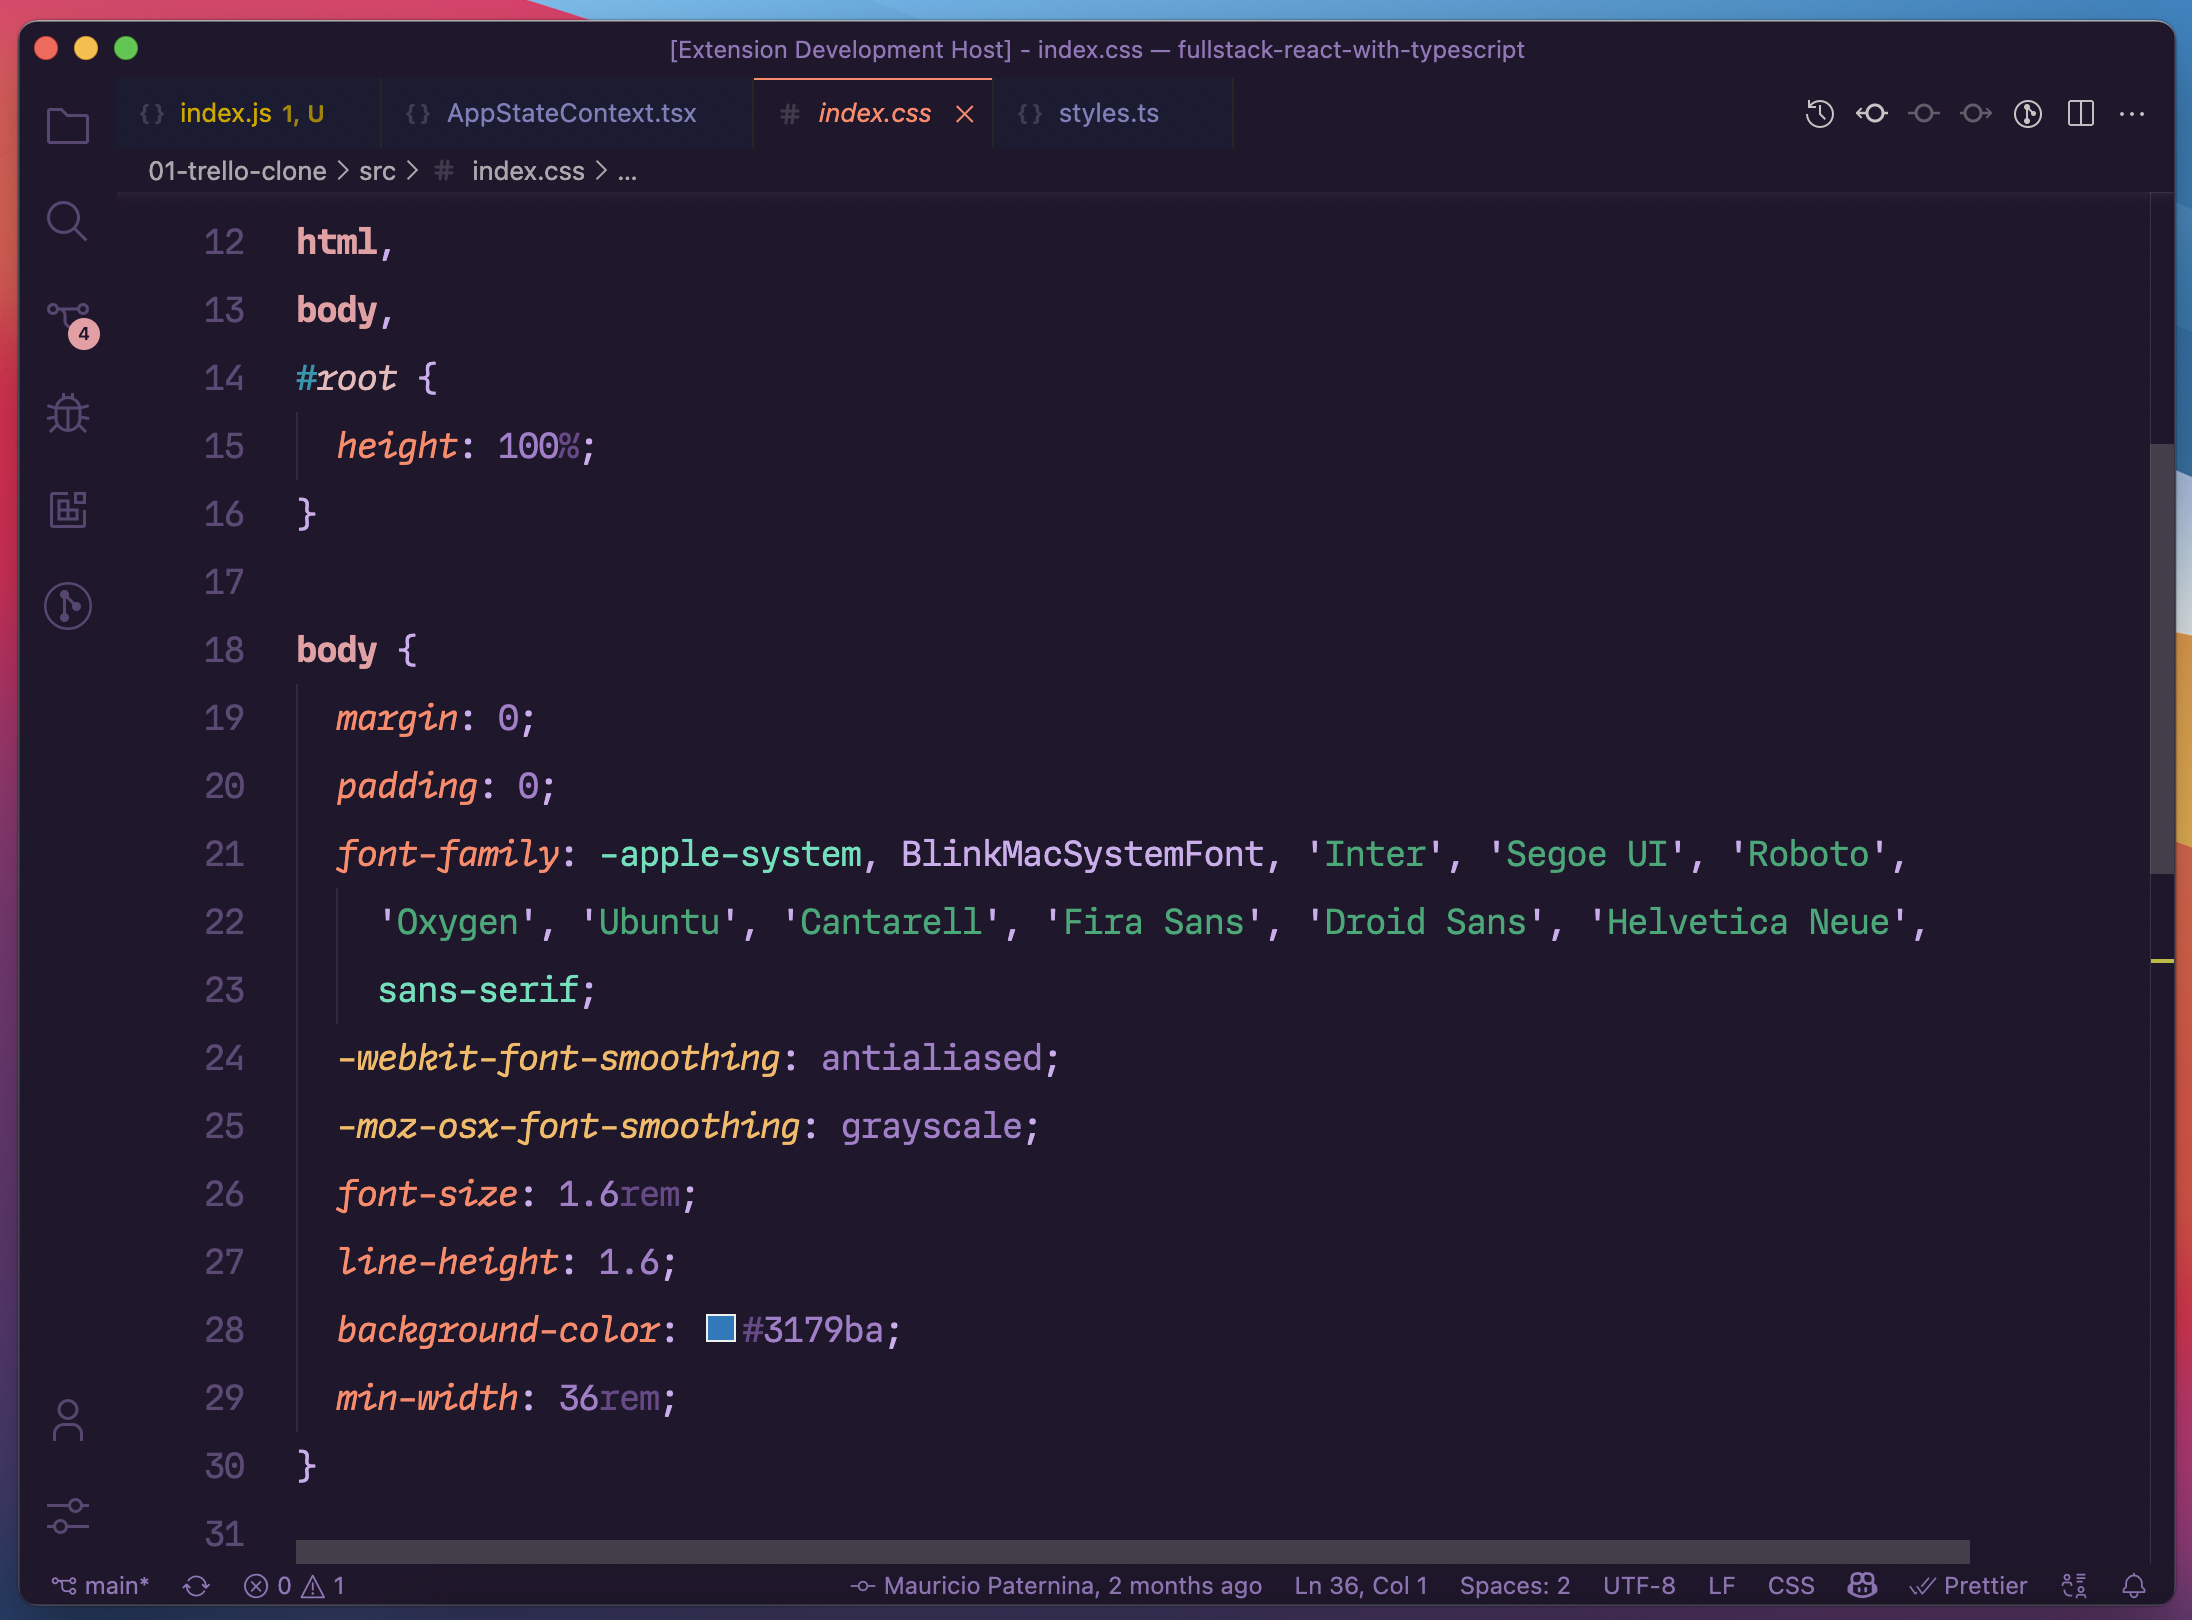 [Extension Development Host] - index.css — fullstack-react-with-typescript
{} index.js 1, U {} AppStateContext.tsx # index.css {} styles.ts
01-trello-clone > src > # index.css > ...
4
12 html,
13 body,
14 #root {
15 height: 100%;
16 }
17
18 body {
19 margin: 0;
20 padding: 0;
21 font-family: -apple-system, BlinkMacSystemFont, 'Inter', 'Segoe UI', 'Roboto',
22 'Oxygen', 'Ubuntu', 'Cantarell', 'Fira Sans', 'Droid Sans', 'Helvetica Neue',
23 sans-serif;
24 -webkit-font-smoothing: antialiased;
25 -moz-osx-font-smoothing: grayscale;
26 font-size: 1.6rem;
27 line-height: 1.6;
28 background-color: #3179ba;
29 min-width: 36rem;
30 }
31
main* 0 1 Mauricio Paternina, 2 months ago Ln 36, Col 1 Spaces: 2 UTF-8 LF CSS Prettier